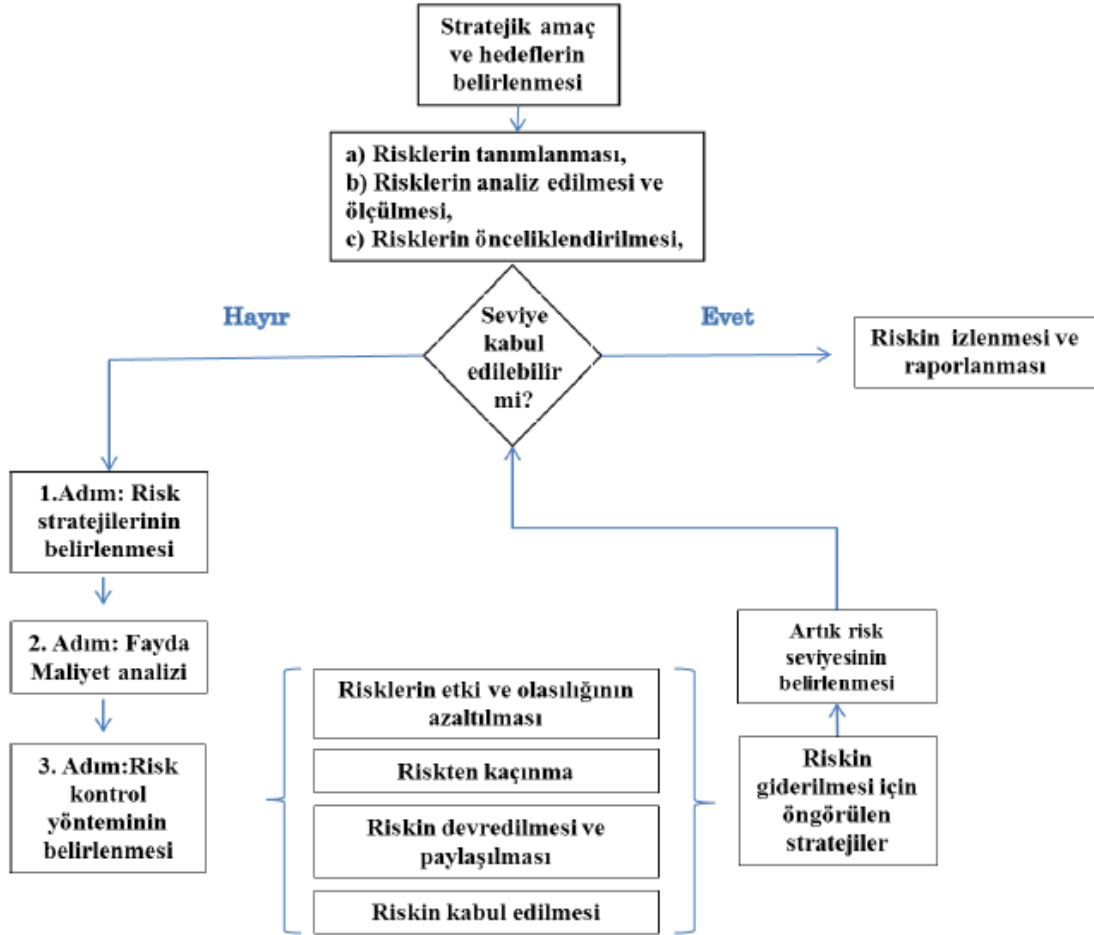 Stratejik amaç
ve hedeflerin
belirlenmesi
a) Risklerin tanımlanması,
b) Risklerin analiz edilmesi ve
ölçülmesi,
c) Risklerin önceliklendirilmesi,
Hayır
Seviye
kabul
edilebilir
mi?
Evet
Riskin izlenmesi ve
raporlanması
1.Adım: Risk
stratejilerinin
belirlenmesi
2. Adım: Fayda
Maliyet analizi
3. Adım:Risk
kontrol
yönteminin
belirlenmesi
Risklerin etki ve olasılığının
azaltılması
Riskten kaçınma
Riskin devredilmesi ve
paylaşılması
Riskin kabul edilmesi
Artık risk
seviyesinin
belirlenmesi
Riskin
giderilmesi için
öngörülen
stratejiler